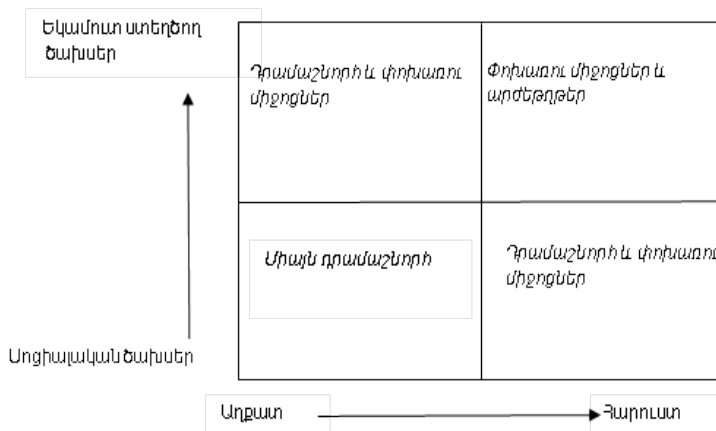 Եկամուտ ստեղծող
ծախսեր
Դրամաշնորհ և փոխառու
միջոցներ
Փոխառու միջոցներ և
արժեթղթեր
Միայն դրամաշնորհ
Դրամաշնորհ և փոխառու
միջոցներ
Սոցիալական ծախսեր
Աղքատ
Հարուստ